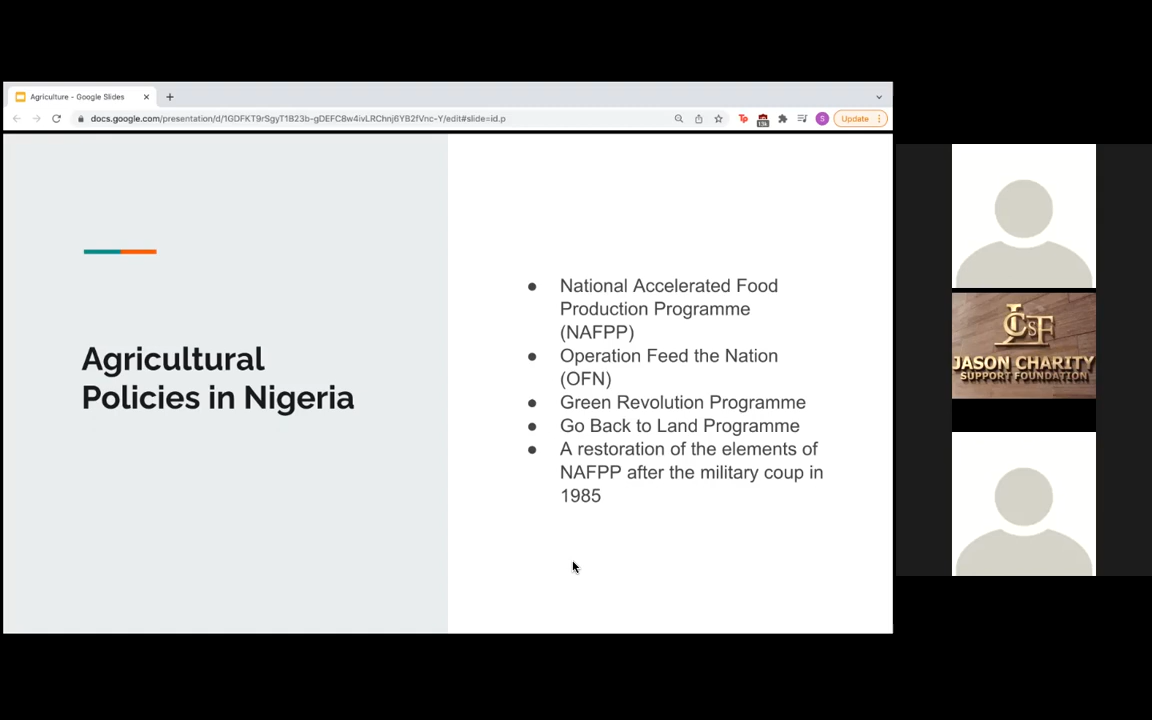 Agriculture - Google Slides
docs.google.com/presentation/d/1GDFKT9rSgyT1B23b-gDEFC8w4ivLRChnj6YB2fVnc-Y/edit#slide=id.p
Tp
S
Update
Agricultural
Policies in Nigeria
● National Accelerated Food
Production Programme
(NAFPP)
● Operation Feed the Nation
(OFN)
● Green Revolution Programme
● Go Back to Land Programme
● A restoration of the elements of
NAFPP after the military coup in
1985
JCSF
JASON CHARITY
SUPPORT FOUNDATION